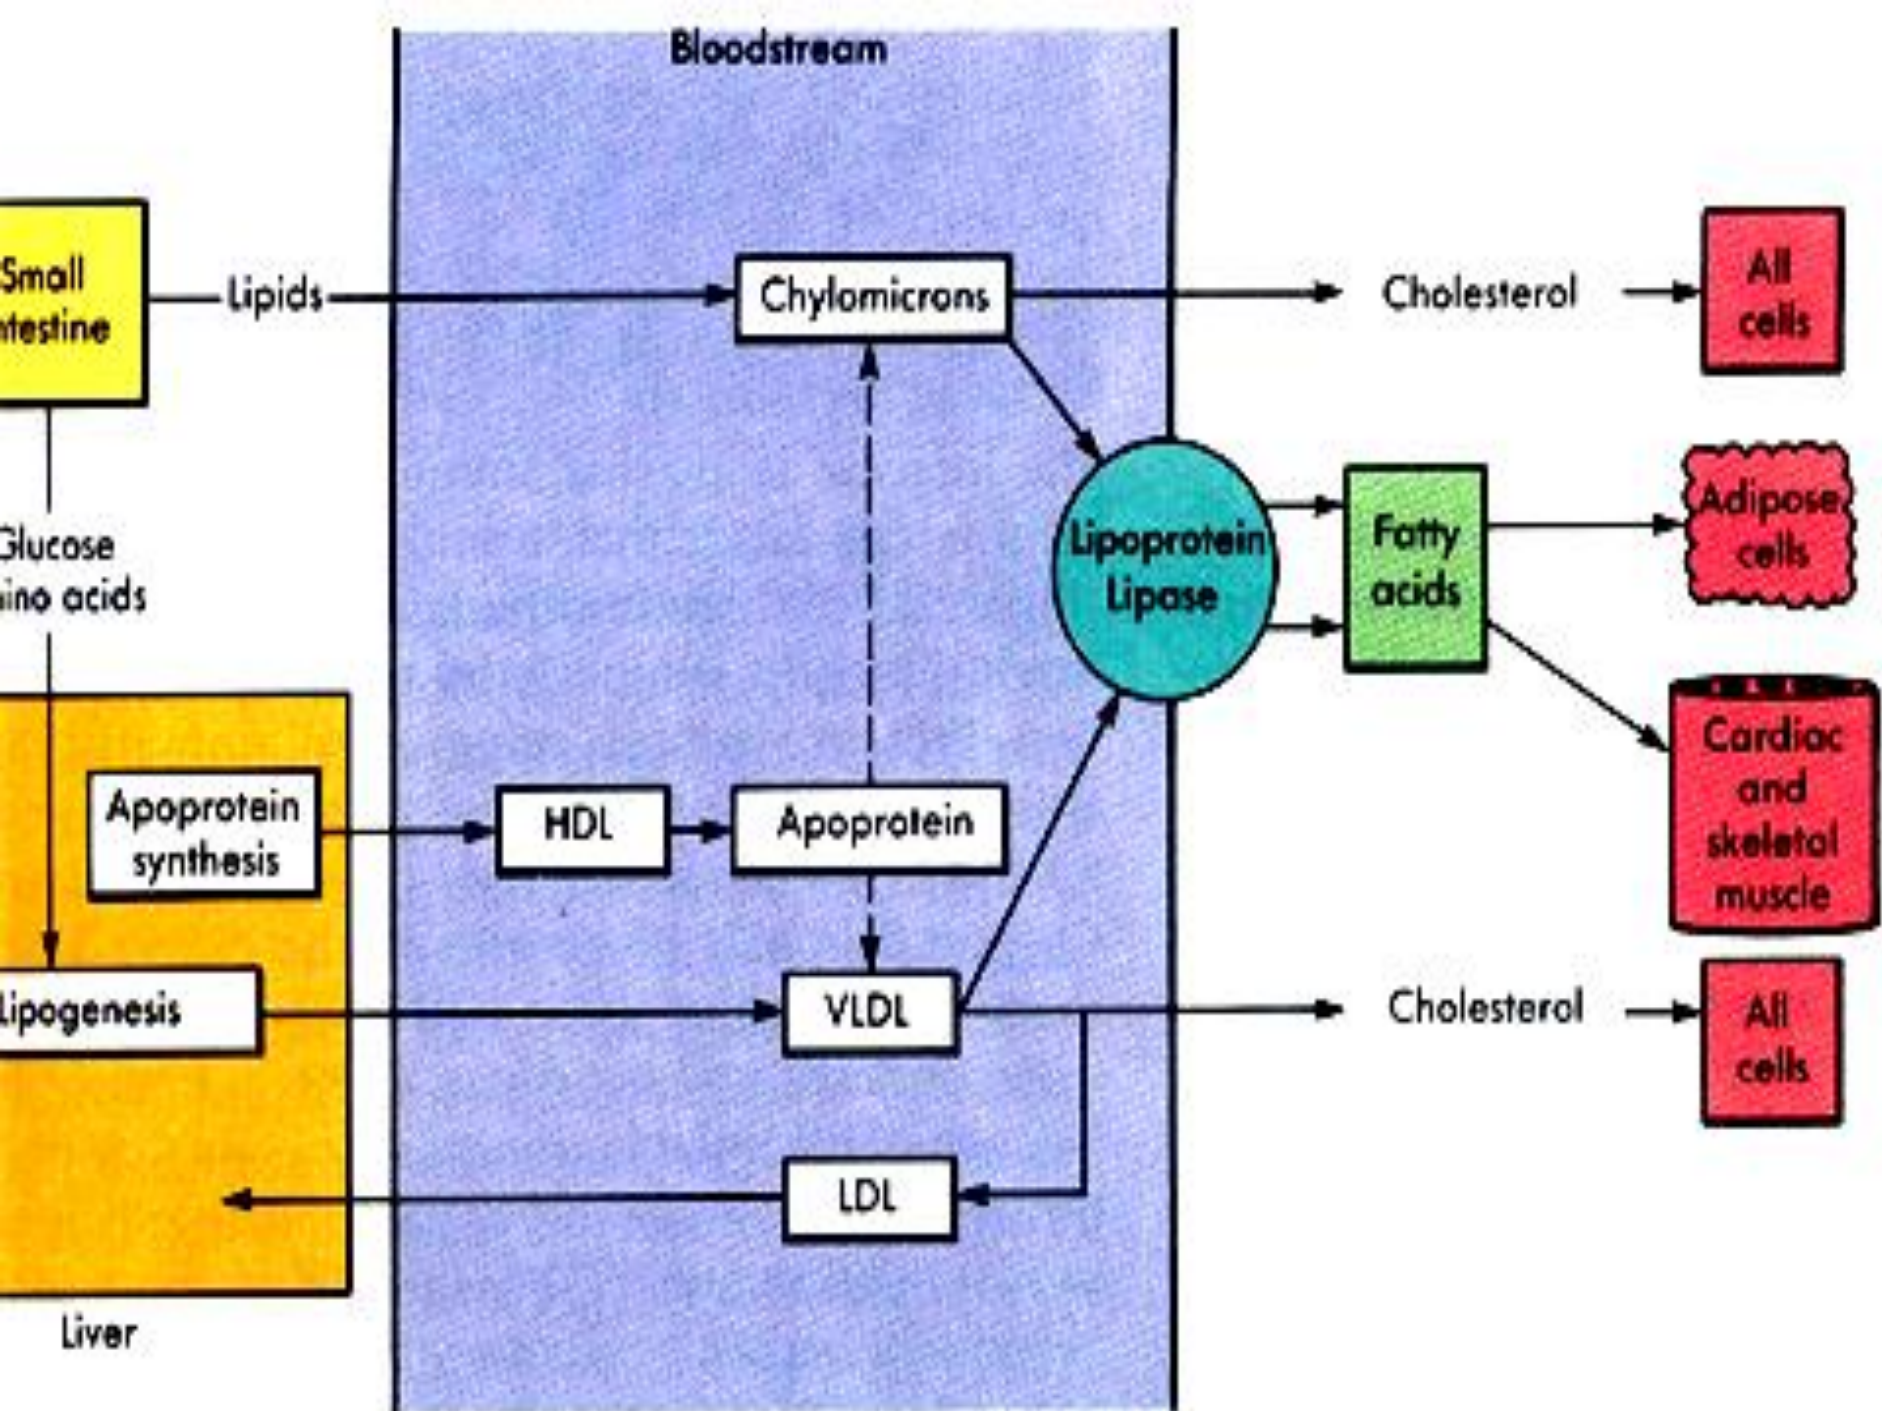 Bloodstream
Small
ntestine
Lipids
Chylomicrons
Cholesterol
All
cells
Glucose
ino acids
Lipoprotein
Lipase
Fatty
acids
Adipose
cells
Cardiac
and
skeletal
muscle
Apoprotein
synthesis
HDL
Apoprotein
Lipogenesis
VLDL
Cholesterol
All
cells
LDL
Liver